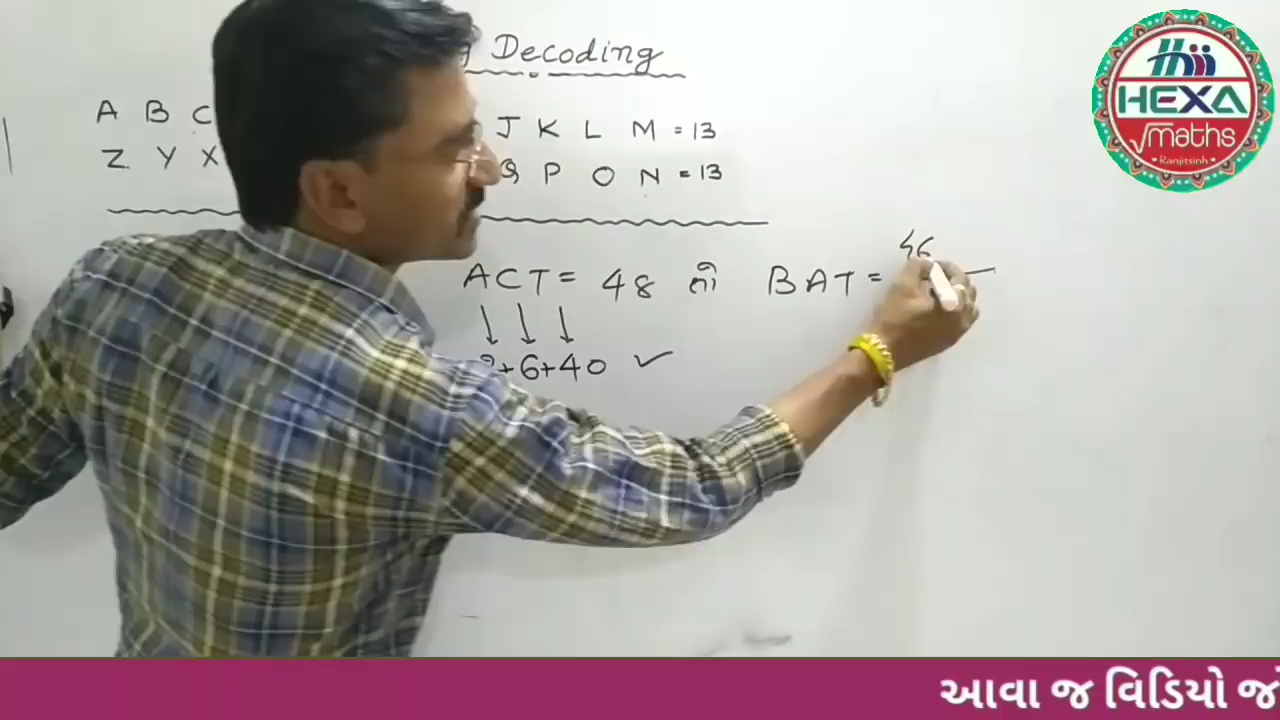 Decoding
A B C J K L M = 13
Z Y X Q P O N = 13
ACT = 48 તો BAT = 46
+6+40 ✓
HEXA
√maths
• Ranjitsinh •
આવા જ વિડિયો